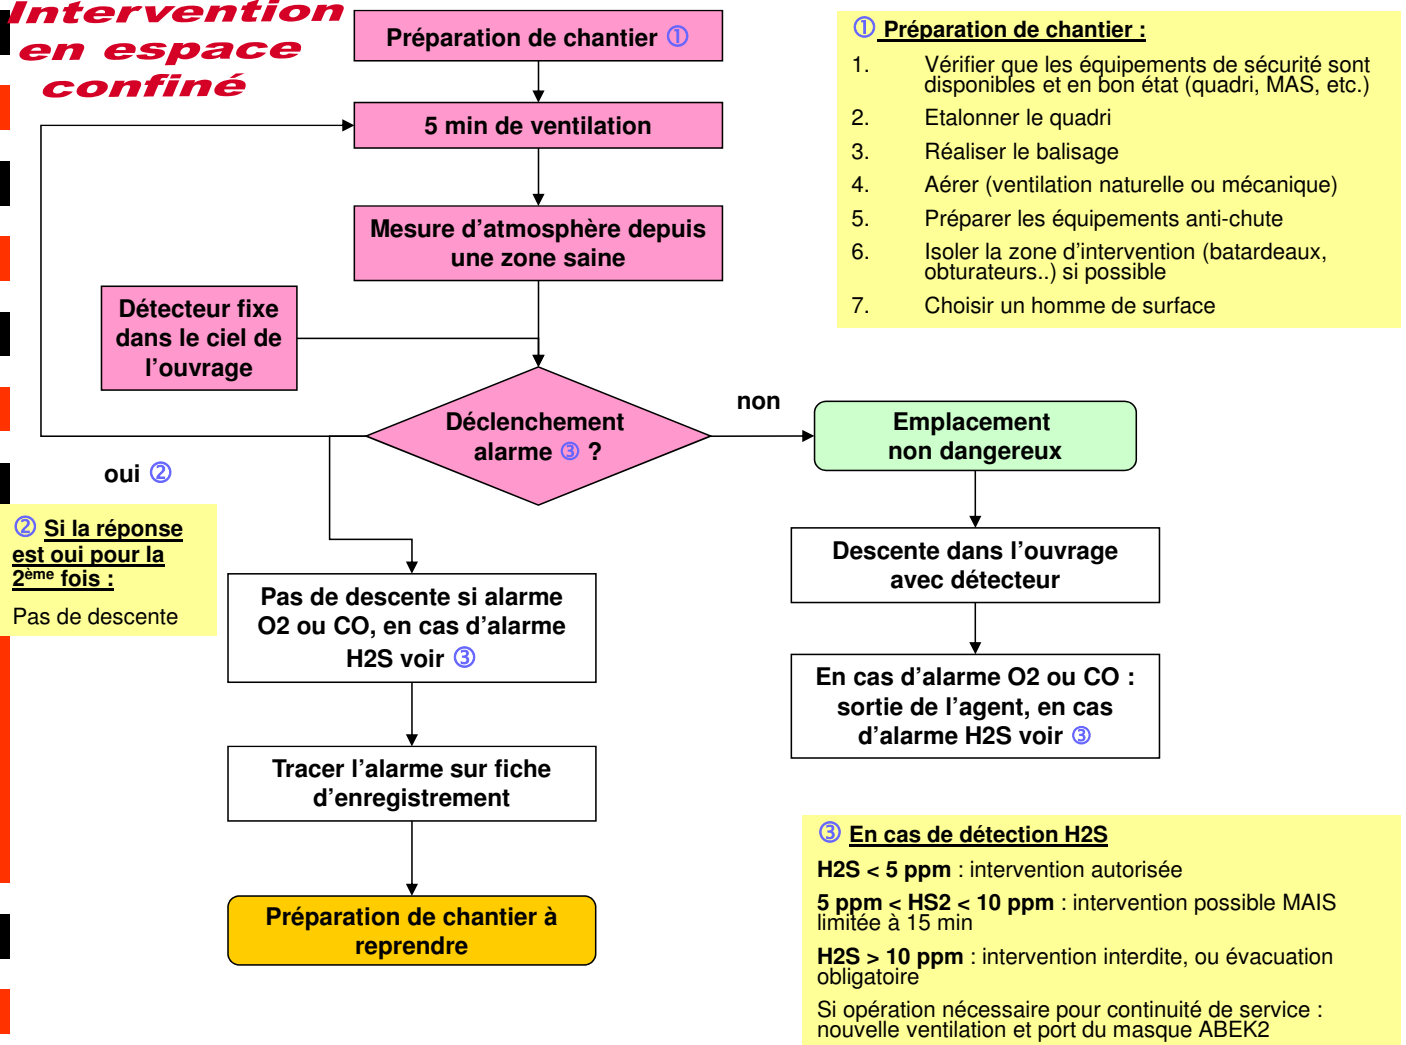 Intervention
en espace
confiné
Préparation de chantier ①
5 min de ventilation
Mesure d’atmosphère depuis
une zone saine
Détecteur fixe
dans le ciel de
l’ouvrage
Déclenchement
alarme ③ ?
non
Emplacement
non dangereux
oui ②
② Si la réponse
est oui pour la
2ème fois :
Pas de descente
Pas de descente si alarme
O2 ou CO, en cas d’alarme
H2S voir ③
Tracer l’alarme sur fiche
d’enregistrement
Préparation de chantier à
reprendre
Descente dans l’ouvrage
avec détecteur
En cas d’alarme O2 ou CO :
sortie de l’agent, en cas
d’alarme H2S voir ③
① Préparation de chantier :
1. Vérifier que les équipements de sécurité sont
disponibles et en bon état (quadri, MAS, etc.)
2. Etalonner le quadri
3. Réaliser le balisage
4. Aérer (ventilation naturelle ou mécanique)
5. Préparer les équipements anti-chute
6. Isoler la zone d’intervention (batardeaux,
obturateurs..) si possible
7. Choisir un homme de surface
③ En cas de détection H2S
H2S < 5 ppm : intervention autorisée
5 ppm < HS2 < 10 ppm : intervention possible MAIS
limitée à 15 min
H2S > 10 ppm : intervention interdite, ou évacuation
obligatoire
Si opération nécessaire pour continuité de service :
nouvelle ventilation et port du masque ABEK2